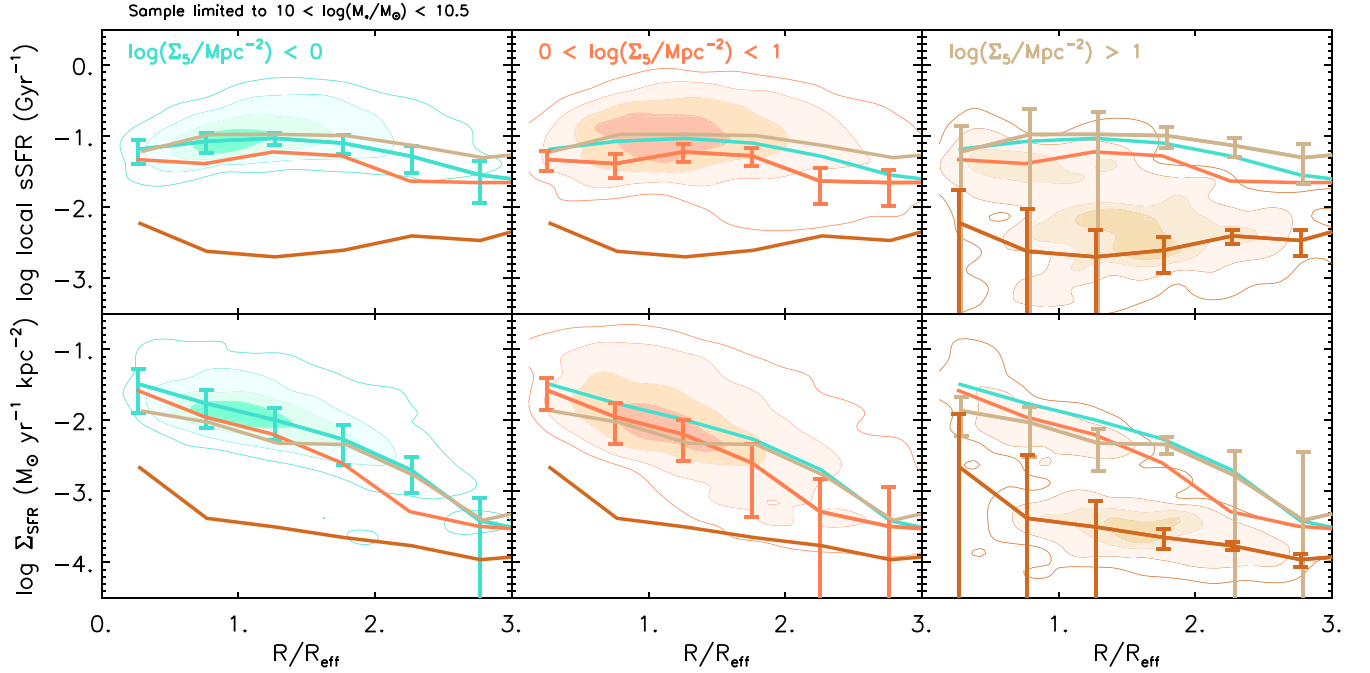 Sample limited to 10 < log(M⋆/M⊙) < 10.5
log(Σ5/Mpc⁻²) < 0
0 < log(Σ5/Mpc⁻²) < 1
log(Σ5/Mpc⁻²) > 1
log local sSFR (Gyr⁻¹)
0.
−1.
−2.
−3.
log ΣSFR (M⊙ yr⁻¹ kpc⁻²)
−1.
−2.
−3.
−4.
0. 1. 2. 3. 1. 2. 3. 1. 2. 3.
R/Reff R/Reff R/Reff